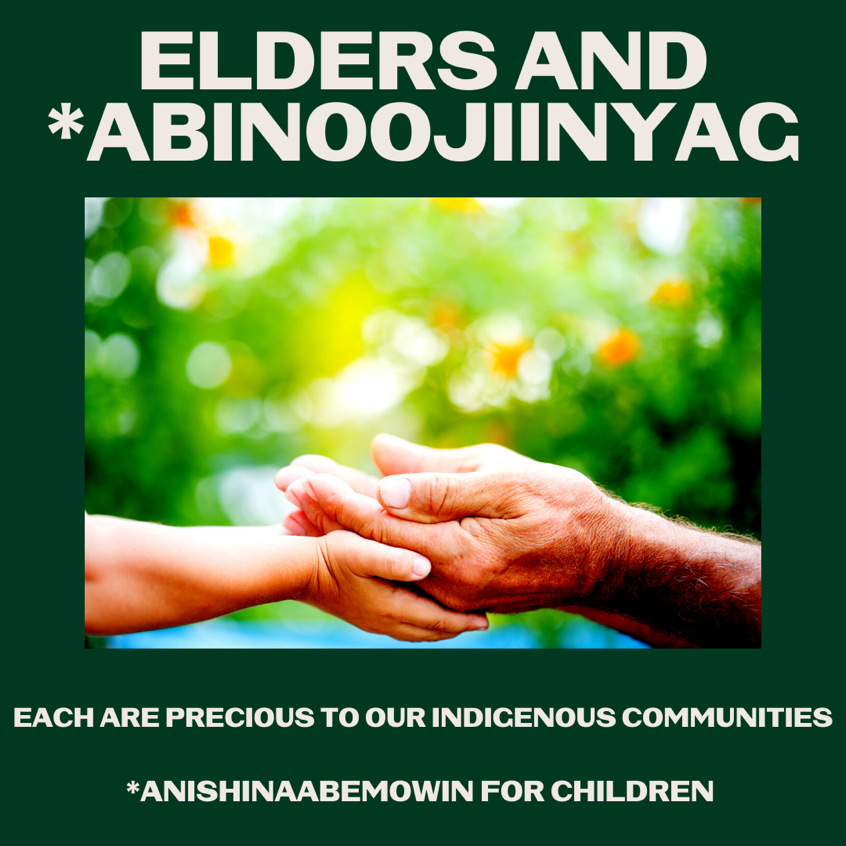 ELDERS AND
*ABINOOJIINYAG
EACH ARE PRECIOUS TO OUR INDIGENOUS COMMUNITIES
*ANISHINAABEMOWIN FOR CHILDREN